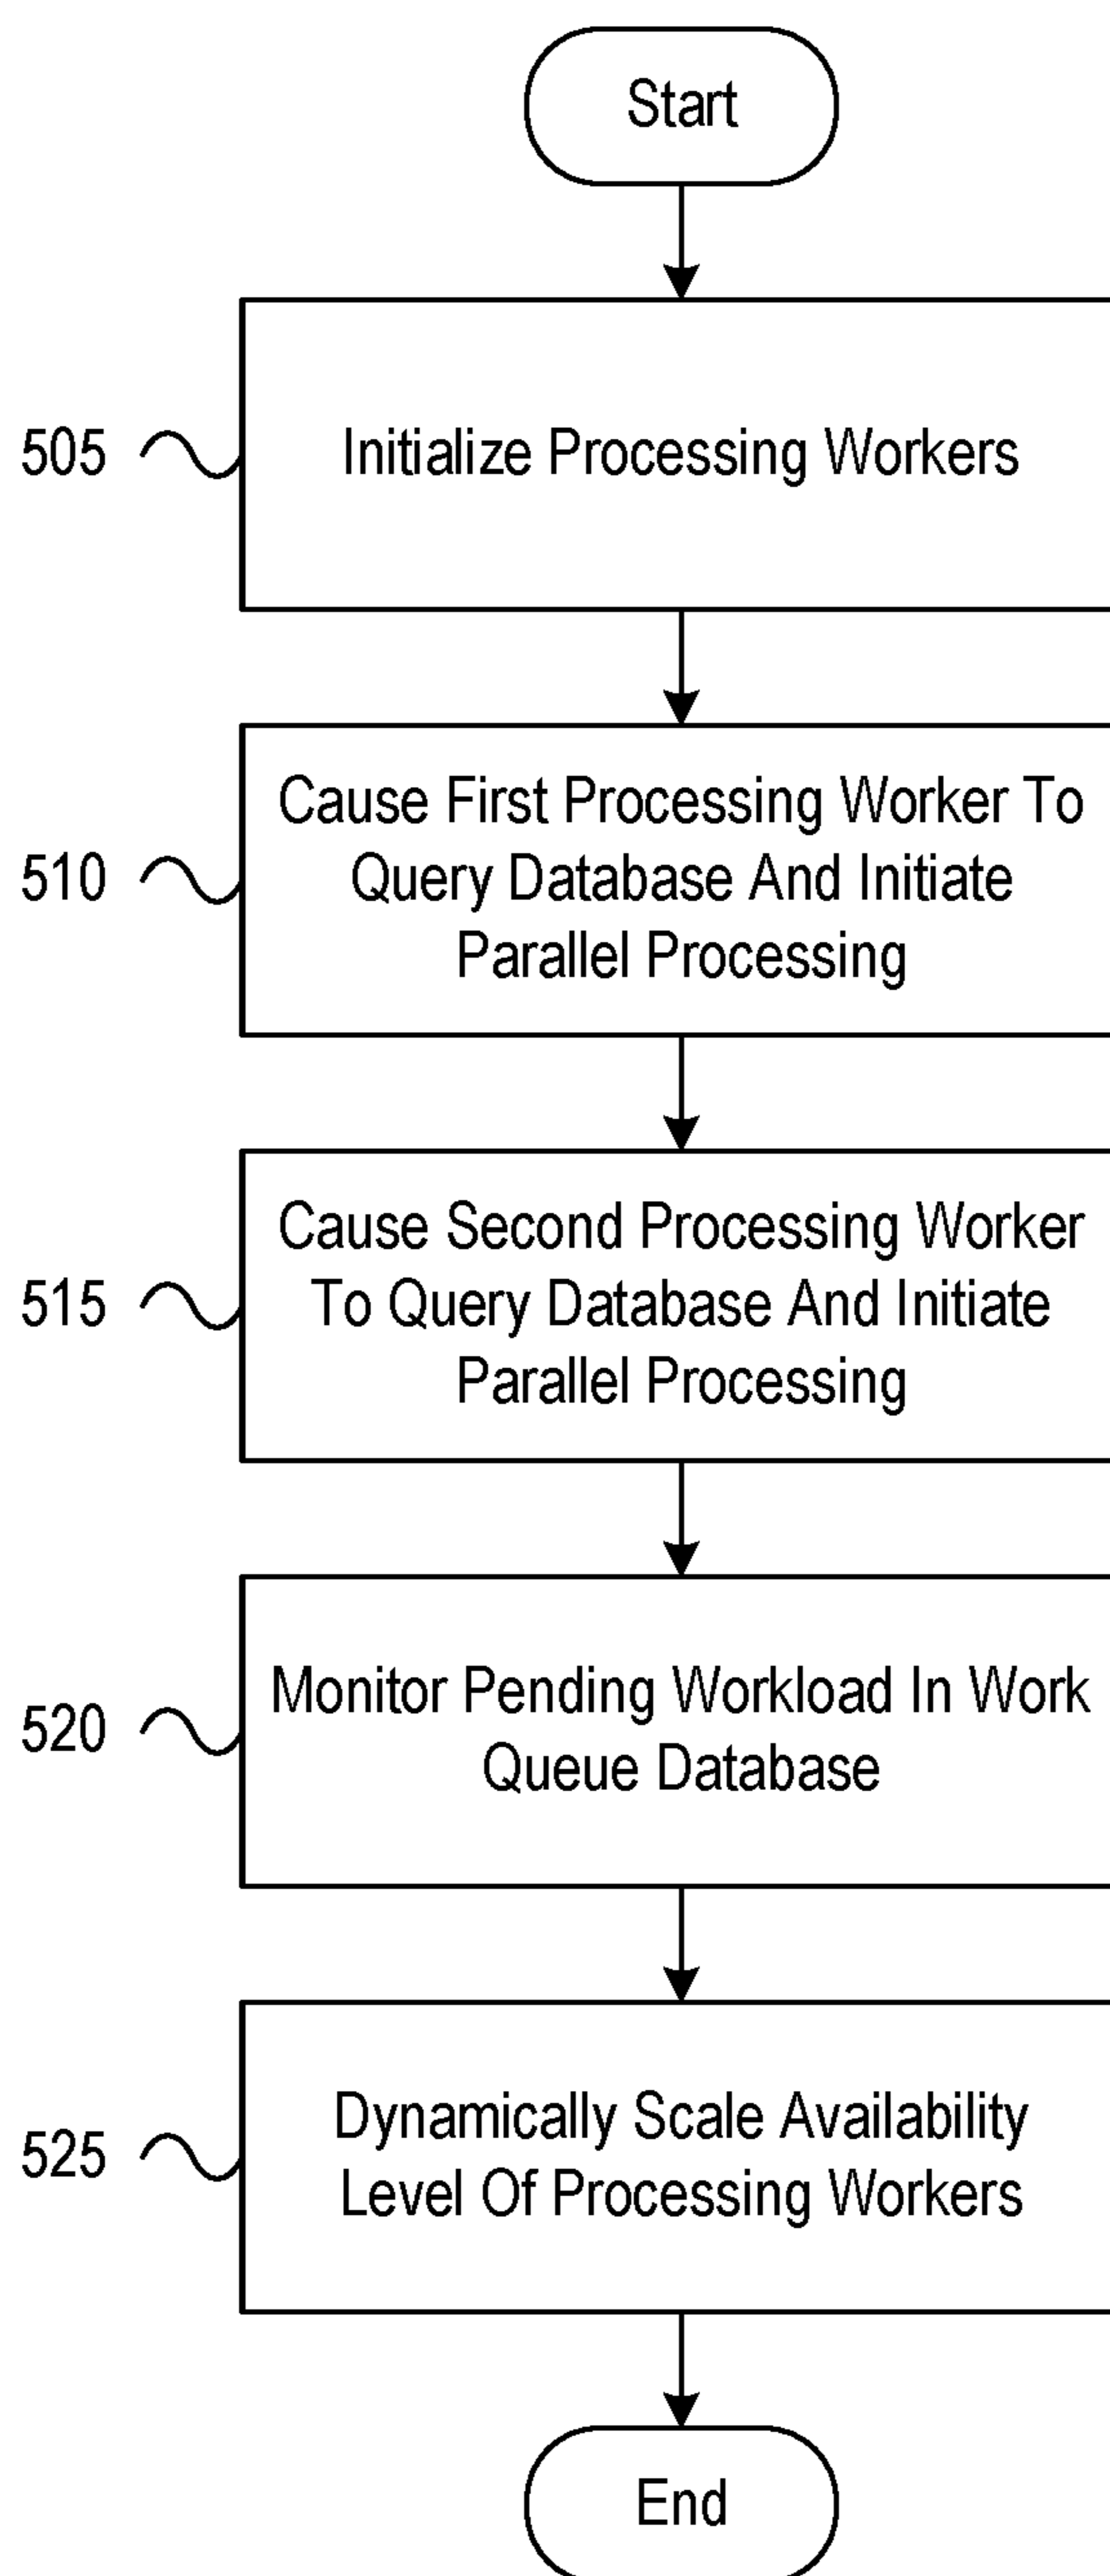 Start
505
Initialize Processing Workers
510
Cause First Processing Worker To
Query Database And Initiate
Parallel Processing
515
Cause Second Processing Worker
To Query Database And Initiate
Parallel Processing
520
Monitor Pending Workload In Work
Queue Database
525
Dynamically Scale Availability
Level Of Processing Workers
End